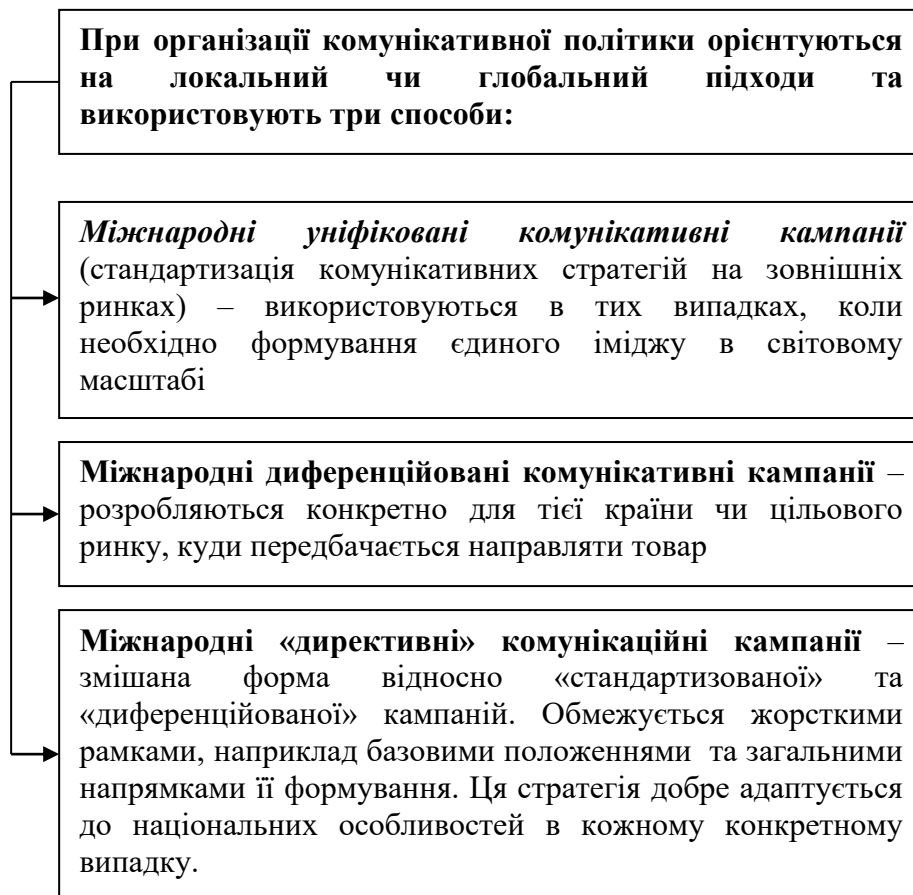 При організації комунікативної політики орієнтуються
на локальний чи глобальний підходи та
використовують три способи:
Міжнародні уніфіковані комунікативні кампанії
(стандартизація комунікативних стратегій на зовнішніх
ринках) – використовуються в тих випадках, коли
необхідно формування єдиного іміджу в світовому
масштабі
Міжнародні диференційовані комунікативні кампанії –
розробляються конкретно для тієї країни чи цільового
ринку, куди передбачається направляти товар
Міжнародні «директивні» комунікаційні кампанії –
змішана форма відносно «стандартизованої» та
«диференційованої» кампаній. Обмежується жорсткими
рамками, наприклад базовими положеннями та загальними
напрямками її формування. Ця стратегія добре адаптується
до національних особливостей в кожному конкретному
випадку.